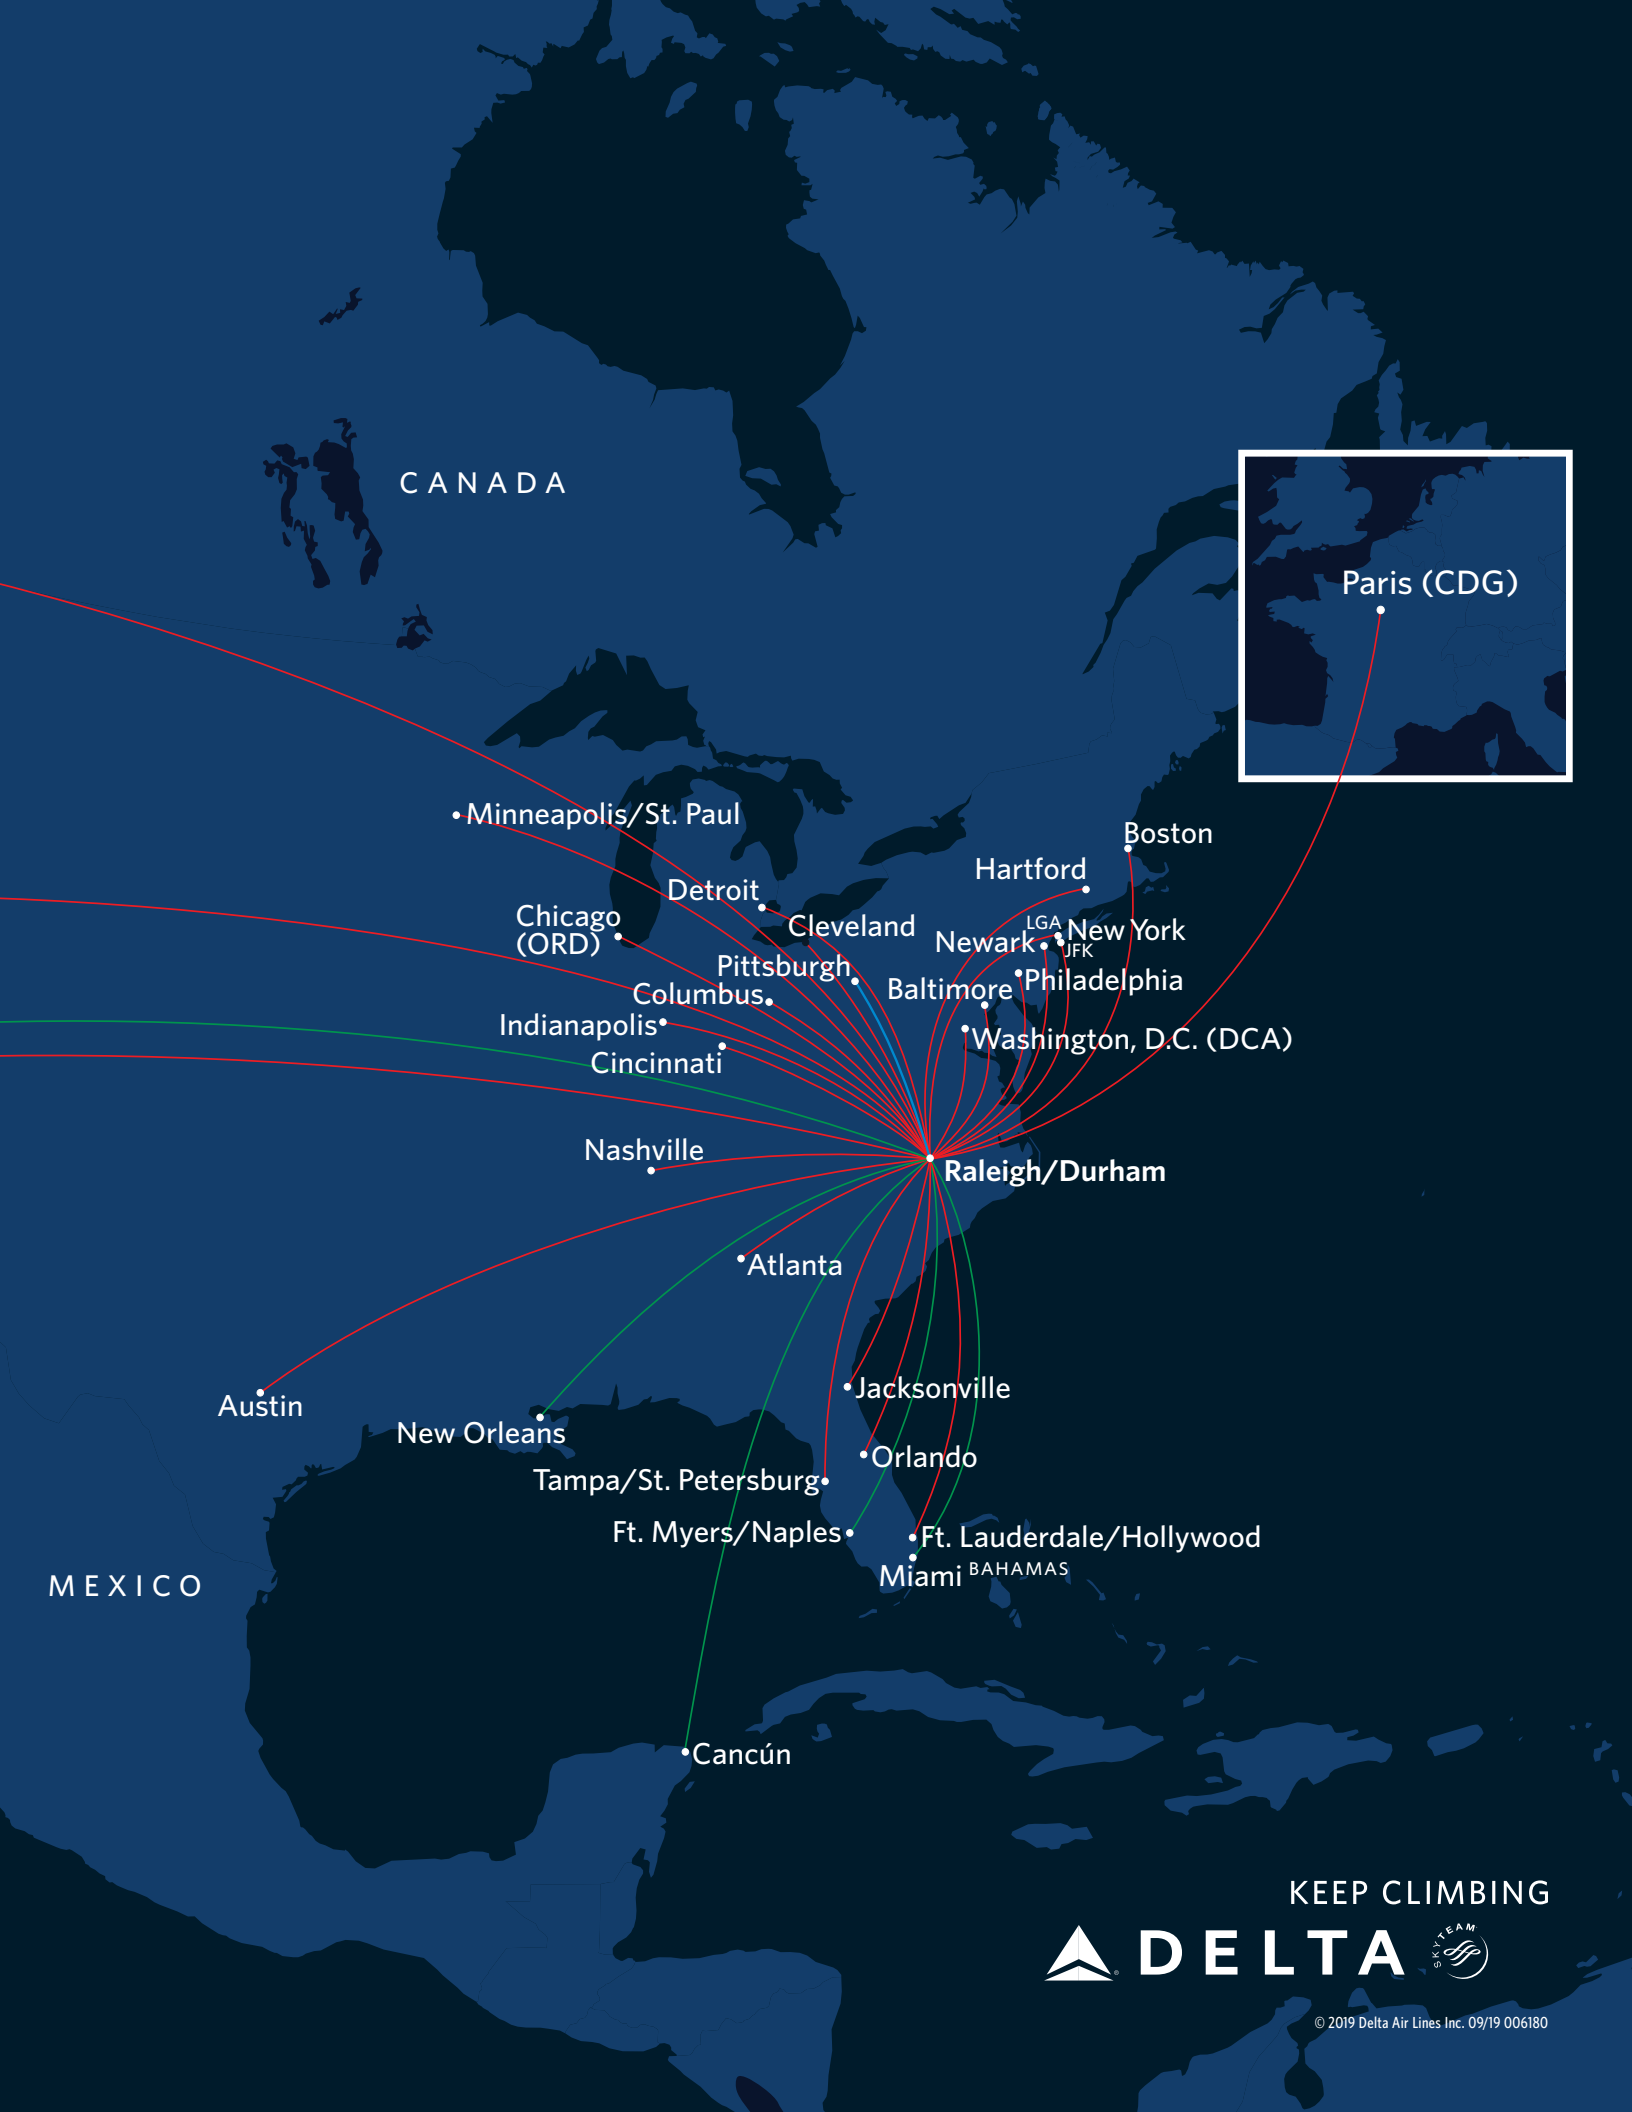 CANADA
Paris (CDG)
Minneapolis/St. Paul
Boston
Hartford
Detroit
Chicago
(ORD)
Cleveland
LGA
New York
Newark
JFK
Pittsburgh
Philadelphia
Baltimore
Columbus
Indianapolis
Washington, D.C. (DCA)
Cincinnati
Nashville
Raleigh/Durham
Atlanta
Jacksonville
Austin
New Orleans
Orlando
Tampa/St. Petersburg
Ft. Myers/Naples
Ft. Lauderdale/Hollywood
Miami
BAHAMAS
MEXICO
Cancún
KEEP CLIMBING
DELTA
SKYTEAM
© 2019 Delta Air Lines Inc. 09/19 006180